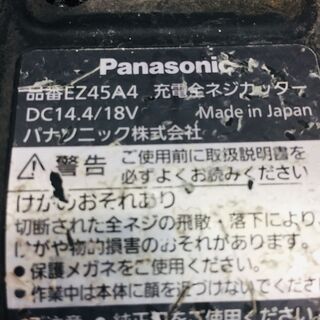 Panasonic
品番EZ45A4 充電全ネジカッター
DC14.4/18V Made in Japan
パナソニック株式会社
警告 ご使用前に取扱説明書を
必ずよくお読みください
けがのおそれあり
切断された全ネジの飛散・落下により、
けがや物的損害のおそれがあります。
●保護メガネをご使用ください。
●作業中は本体に顔を近づけないでください